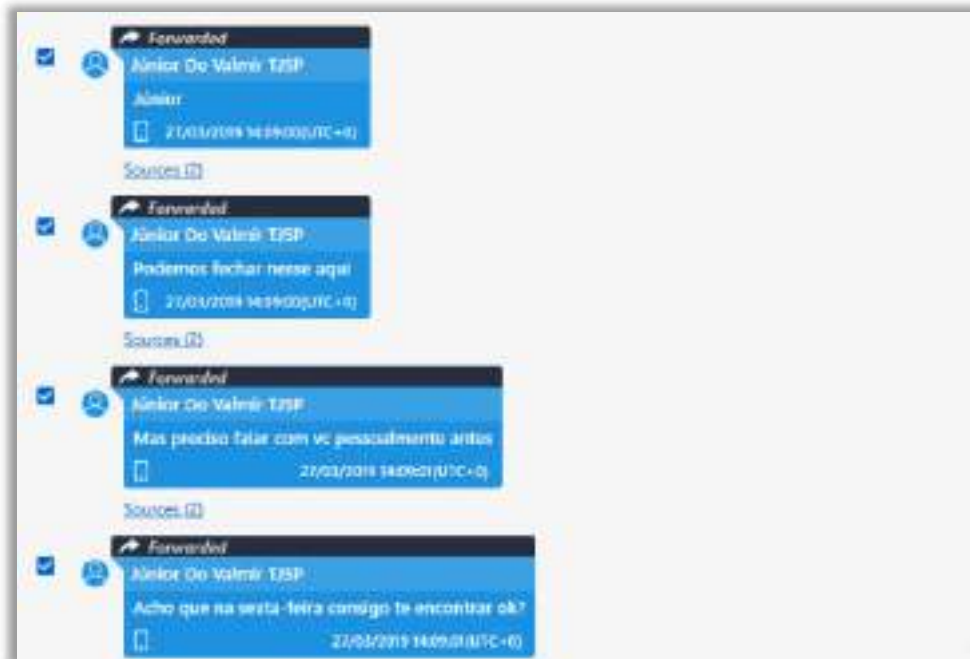 Forwarded
Júnior Do Valmir TJSP
Júnior
27/03/2019 14:09:00(UTC+0)
Sources (2)
Forwarded
Júnior Do Valmir TJSP
Podemos fechar nesse aqui
27/03/2019 14:09:00(UTC+0)
Sources (2)
Forwarded
Júnior Do Valmir TJSP
Mas preciso falar com vc pessoalmente antes
27/03/2019 14:09:01(UTC+0)
Sources (2)
Forwarded
Júnior Do Valmir TJSP
Acho que na sexta-feira consigo te encontrar ok?
27/03/2019 14:09:01(UTC+0)